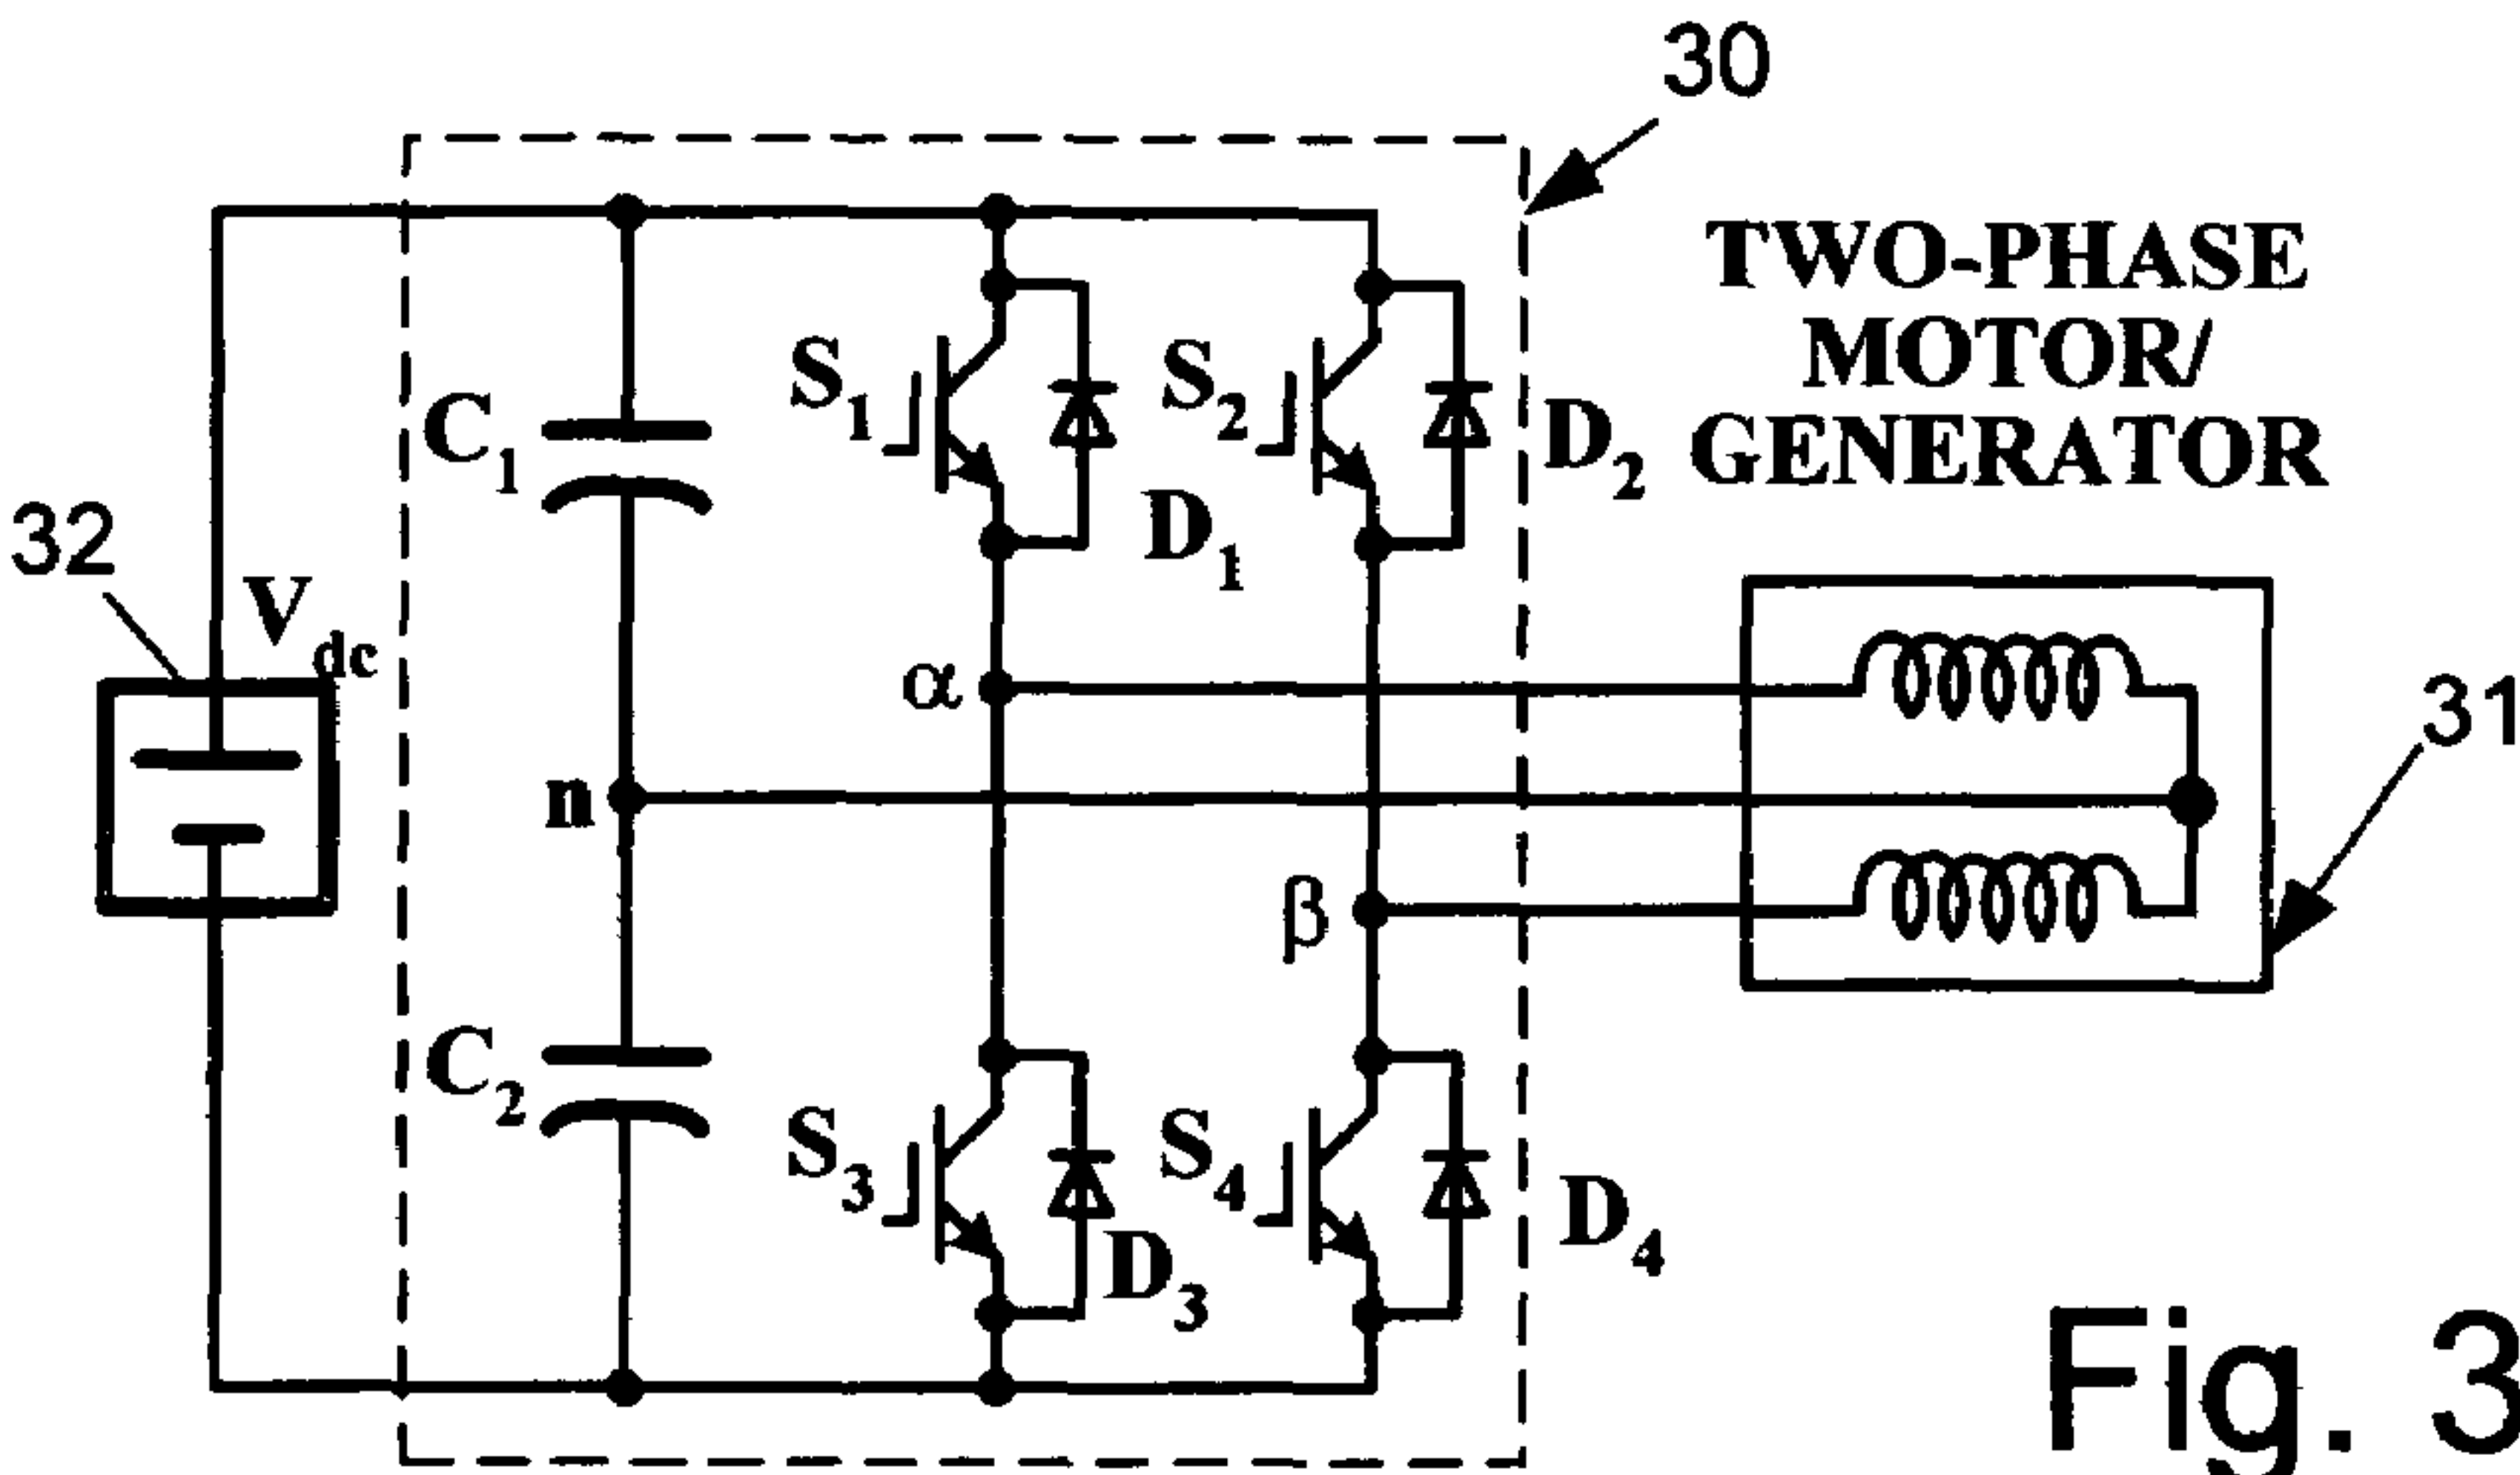 30
TWO-PHASE
MOTOR/
GENERATOR
S1
S2
C1
D2
D1
32
Vdc
α
31
n
β
C2
S3
S4
D3
D4
Fig. 3